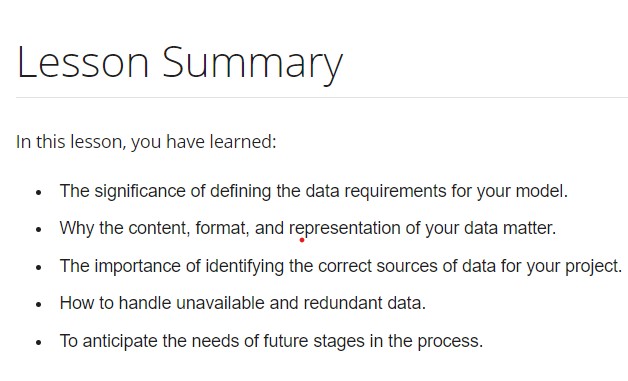 Lesson Summary
In this lesson, you have learned:
• The significance of defining the data requirements for your model.
• Why the content, format, and representation of your data matter.
• The importance of identifying the correct sources of data for your project.
• How to handle unavailable and redundant data.
• To anticipate the needs of future stages in the process.